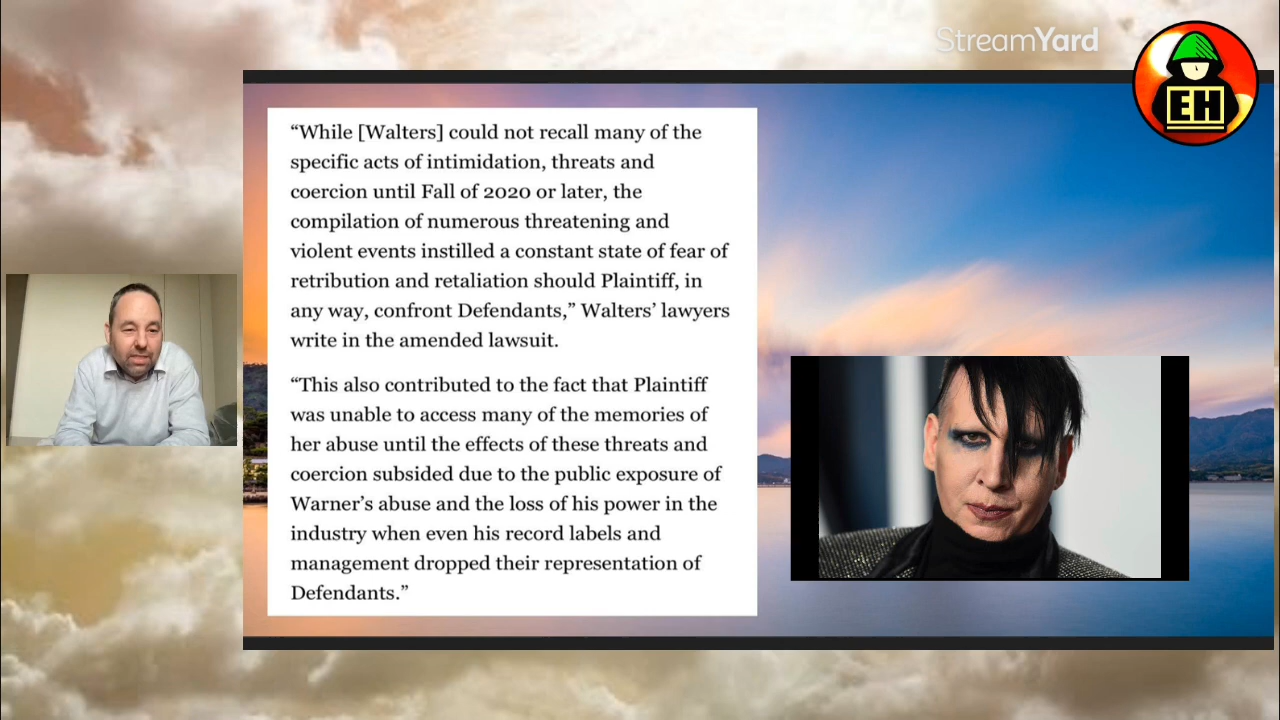 StreamYard
EH
“While [Walters] could not recall many of the
specific acts of intimidation, threats and
coercion until Fall of 2020 or later, the
compilation of numerous threatening and
violent events instilled a constant state of fear of
retribution and retaliation should Plaintiff, in
any way, confront Defendants,” Walters’ lawyers
write in the amended lawsuit.
“This also contributed to the fact that Plaintiff
was unable to access many of the memories of
her abuse until the effects of these threats and
coercion subsided due to the public exposure of
Warner’s abuse and the loss of his power in the
industry when even his record labels and
management dropped their representation of
Defendants.”